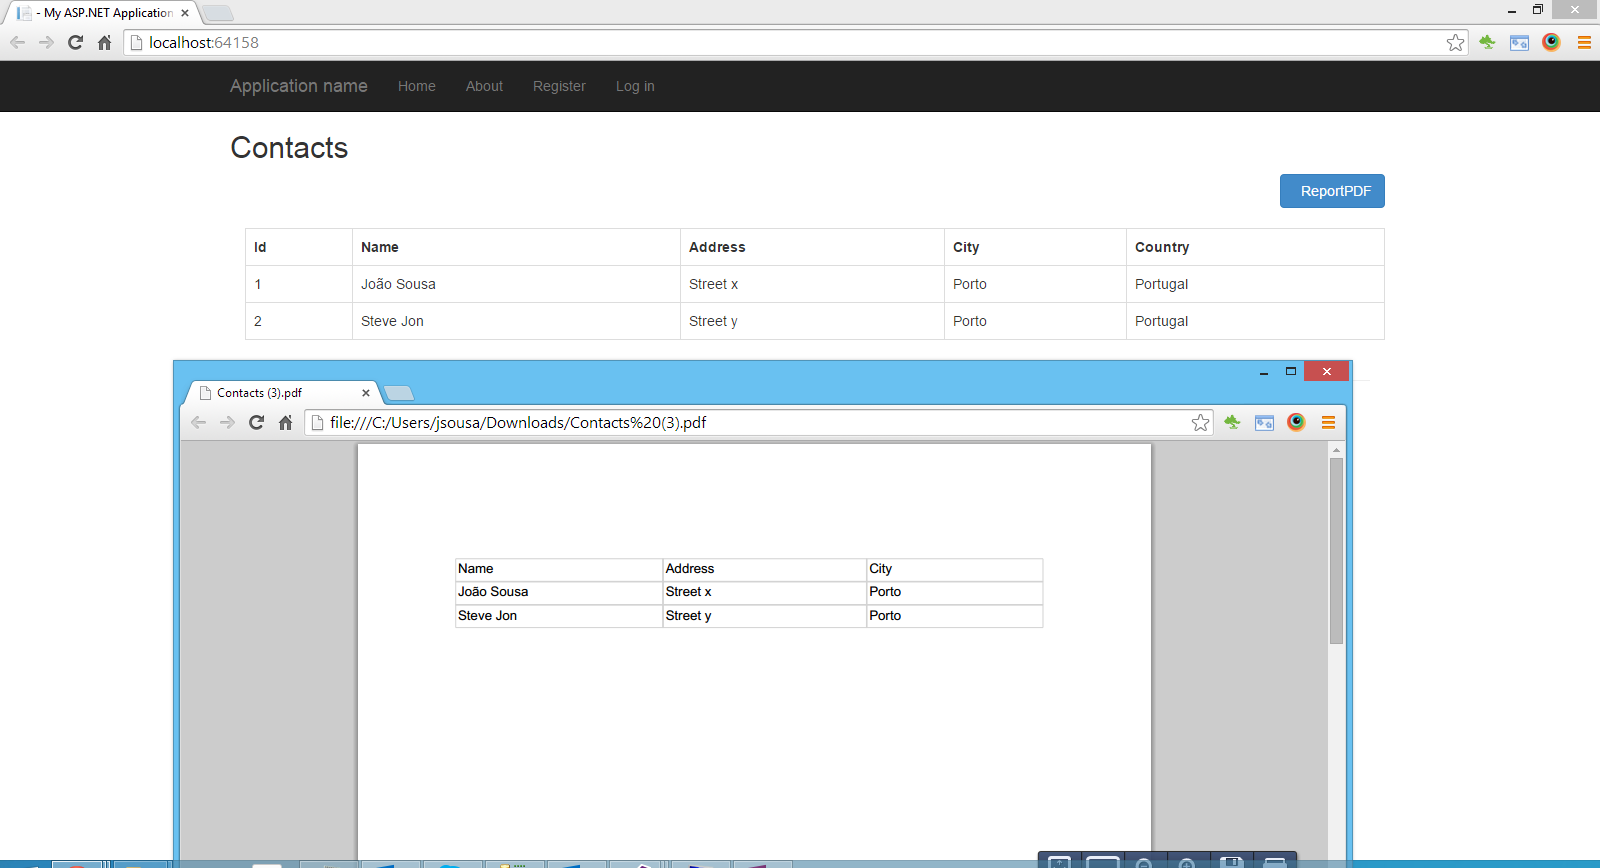 - My ASP.NET Application
localhost:64158
Application name Home About Register Log in
Contacts
ReportPDF
Id Name Address City Country
1 João Sousa Street x Porto Portugal
2 Steve Jon Street y Porto Portugal
Contacts (3).pdf
file:///C:/Users/jsousa/Downloads/Contacts%20(3).pdf
Name Address City
João Sousa Street x Porto
Steve Jon Street y Porto